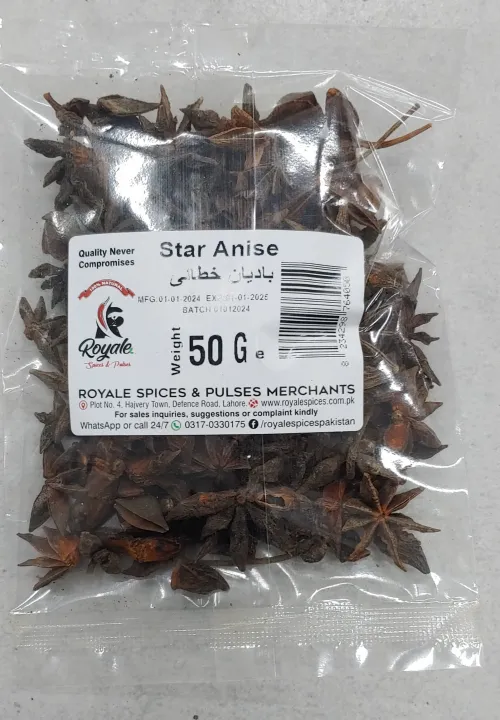 Quality Never
Compromises
Star Anise
بادیان خطائی
100% NATURAL
MFG:01-01-2024 EX :01-01-2025
BATCH 01012024
Royale
Spices & Pulses
Weight
50 G e
ROYALE SPICES & PULSES MERCHANTS
Plot No. 4, Hajvery Town, Defence Road, Lahore. www.royalespices.com.pk
For sales inquiries, suggestions or complaint kindly
WhatsApp or call 24/7 0317-0330175 /royalespicespakistan